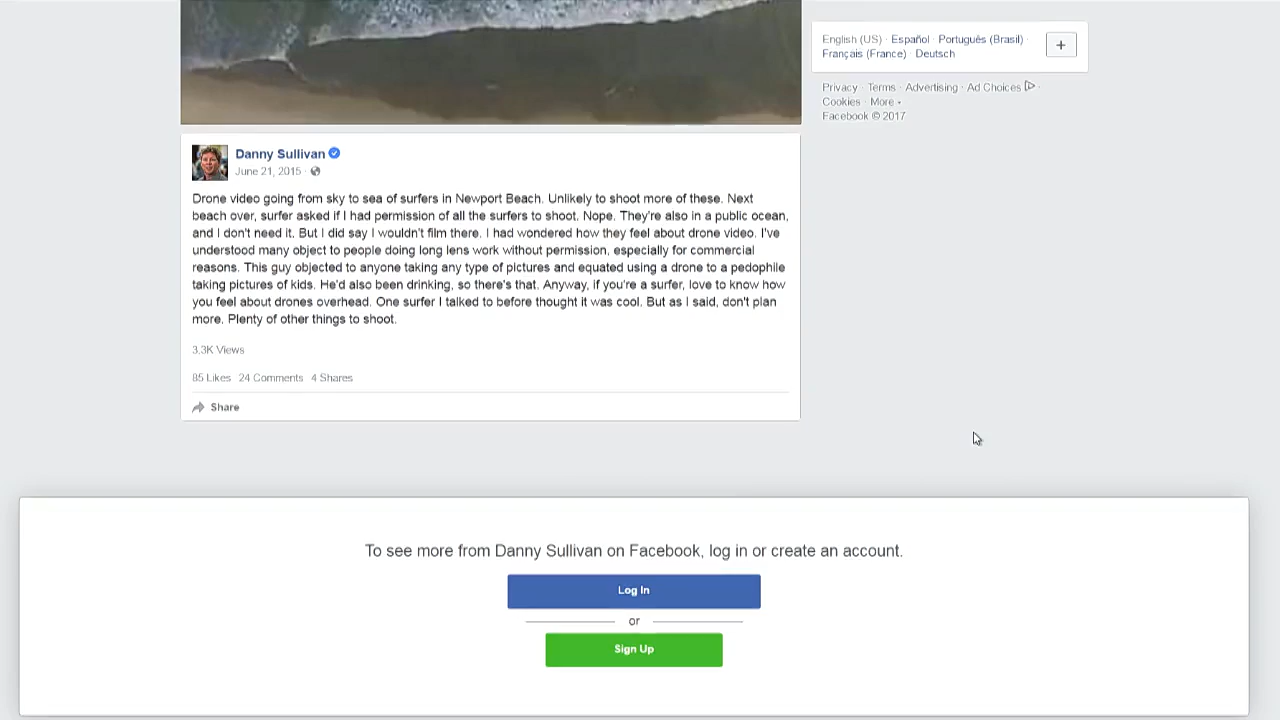 English (US) · Español · Português (Brasil) ·
Français (France) · Deutsch
+
Privacy · Terms · Advertising · Ad Choices ·
Cookies · More
Facebook © 2017
Danny Sullivan
June 21, 2015 ·
Drone video going from sky to sea of surfers in Newport Beach. Unlikely to shoot more of these. Next
beach over, surfer asked if I had permission of all the surfers to shoot. Nope. They're also in a public ocean,
and I don't need it. But I did say I wouldn't film there. I had wondered how they feel about drone video. I've
understood many object to people doing long lens work without permission, especially for commercial
reasons. This guy objected to anyone taking any type of pictures and equated using a drone to a pedophile
taking pictures of kids. He'd also been drinking, so there's that. Anyway, if you're a surfer, love to know how
you feel about drones overhead. One surfer I talked to before thought it was cool. But as I said, don't plan
more. Plenty of other things to shoot.
3.3K Views
85 Likes 24 Comments 4 Shares
Share
To see more from Danny Sullivan on Facebook, log in or create an account.
Log In
or
Sign Up